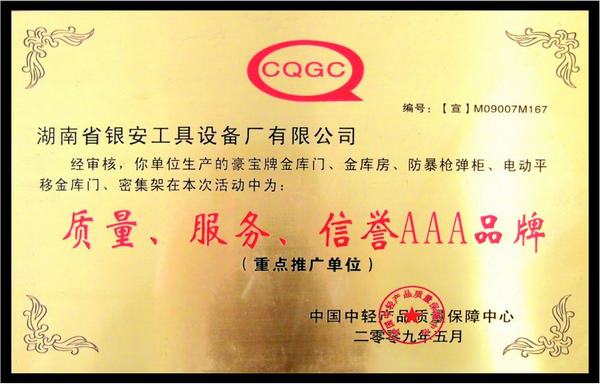 CQGC
编号:【宣】M09007M167
湖南省银安工具设备厂有限公司
经审核,你单位生产的豪宝牌金库门、金库房、防暴枪弹柜、电动平
移金库门、密集架在本次活动中为:
质量、服务、信誉AAA品牌
(重点推广单位)
中国中轻产品质量保障中心
二零零九年五月